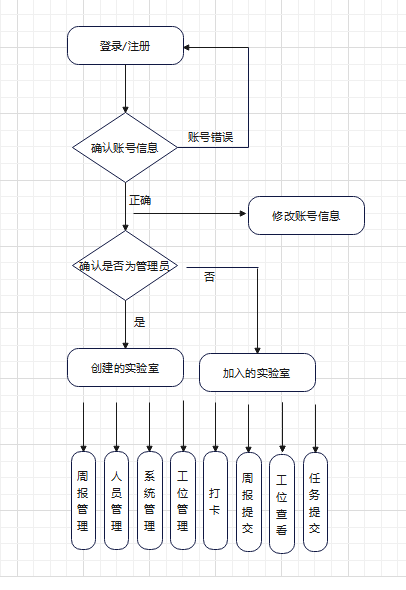 登录/注册
账号错误
确认账号信息
正确
修改账号信息
确认是否为管理员
否
是
创建的实验室
加入的实验室
周报管理
人员管理
系统管理
工位管理
打卡
周报提交
工位查看
任务提交